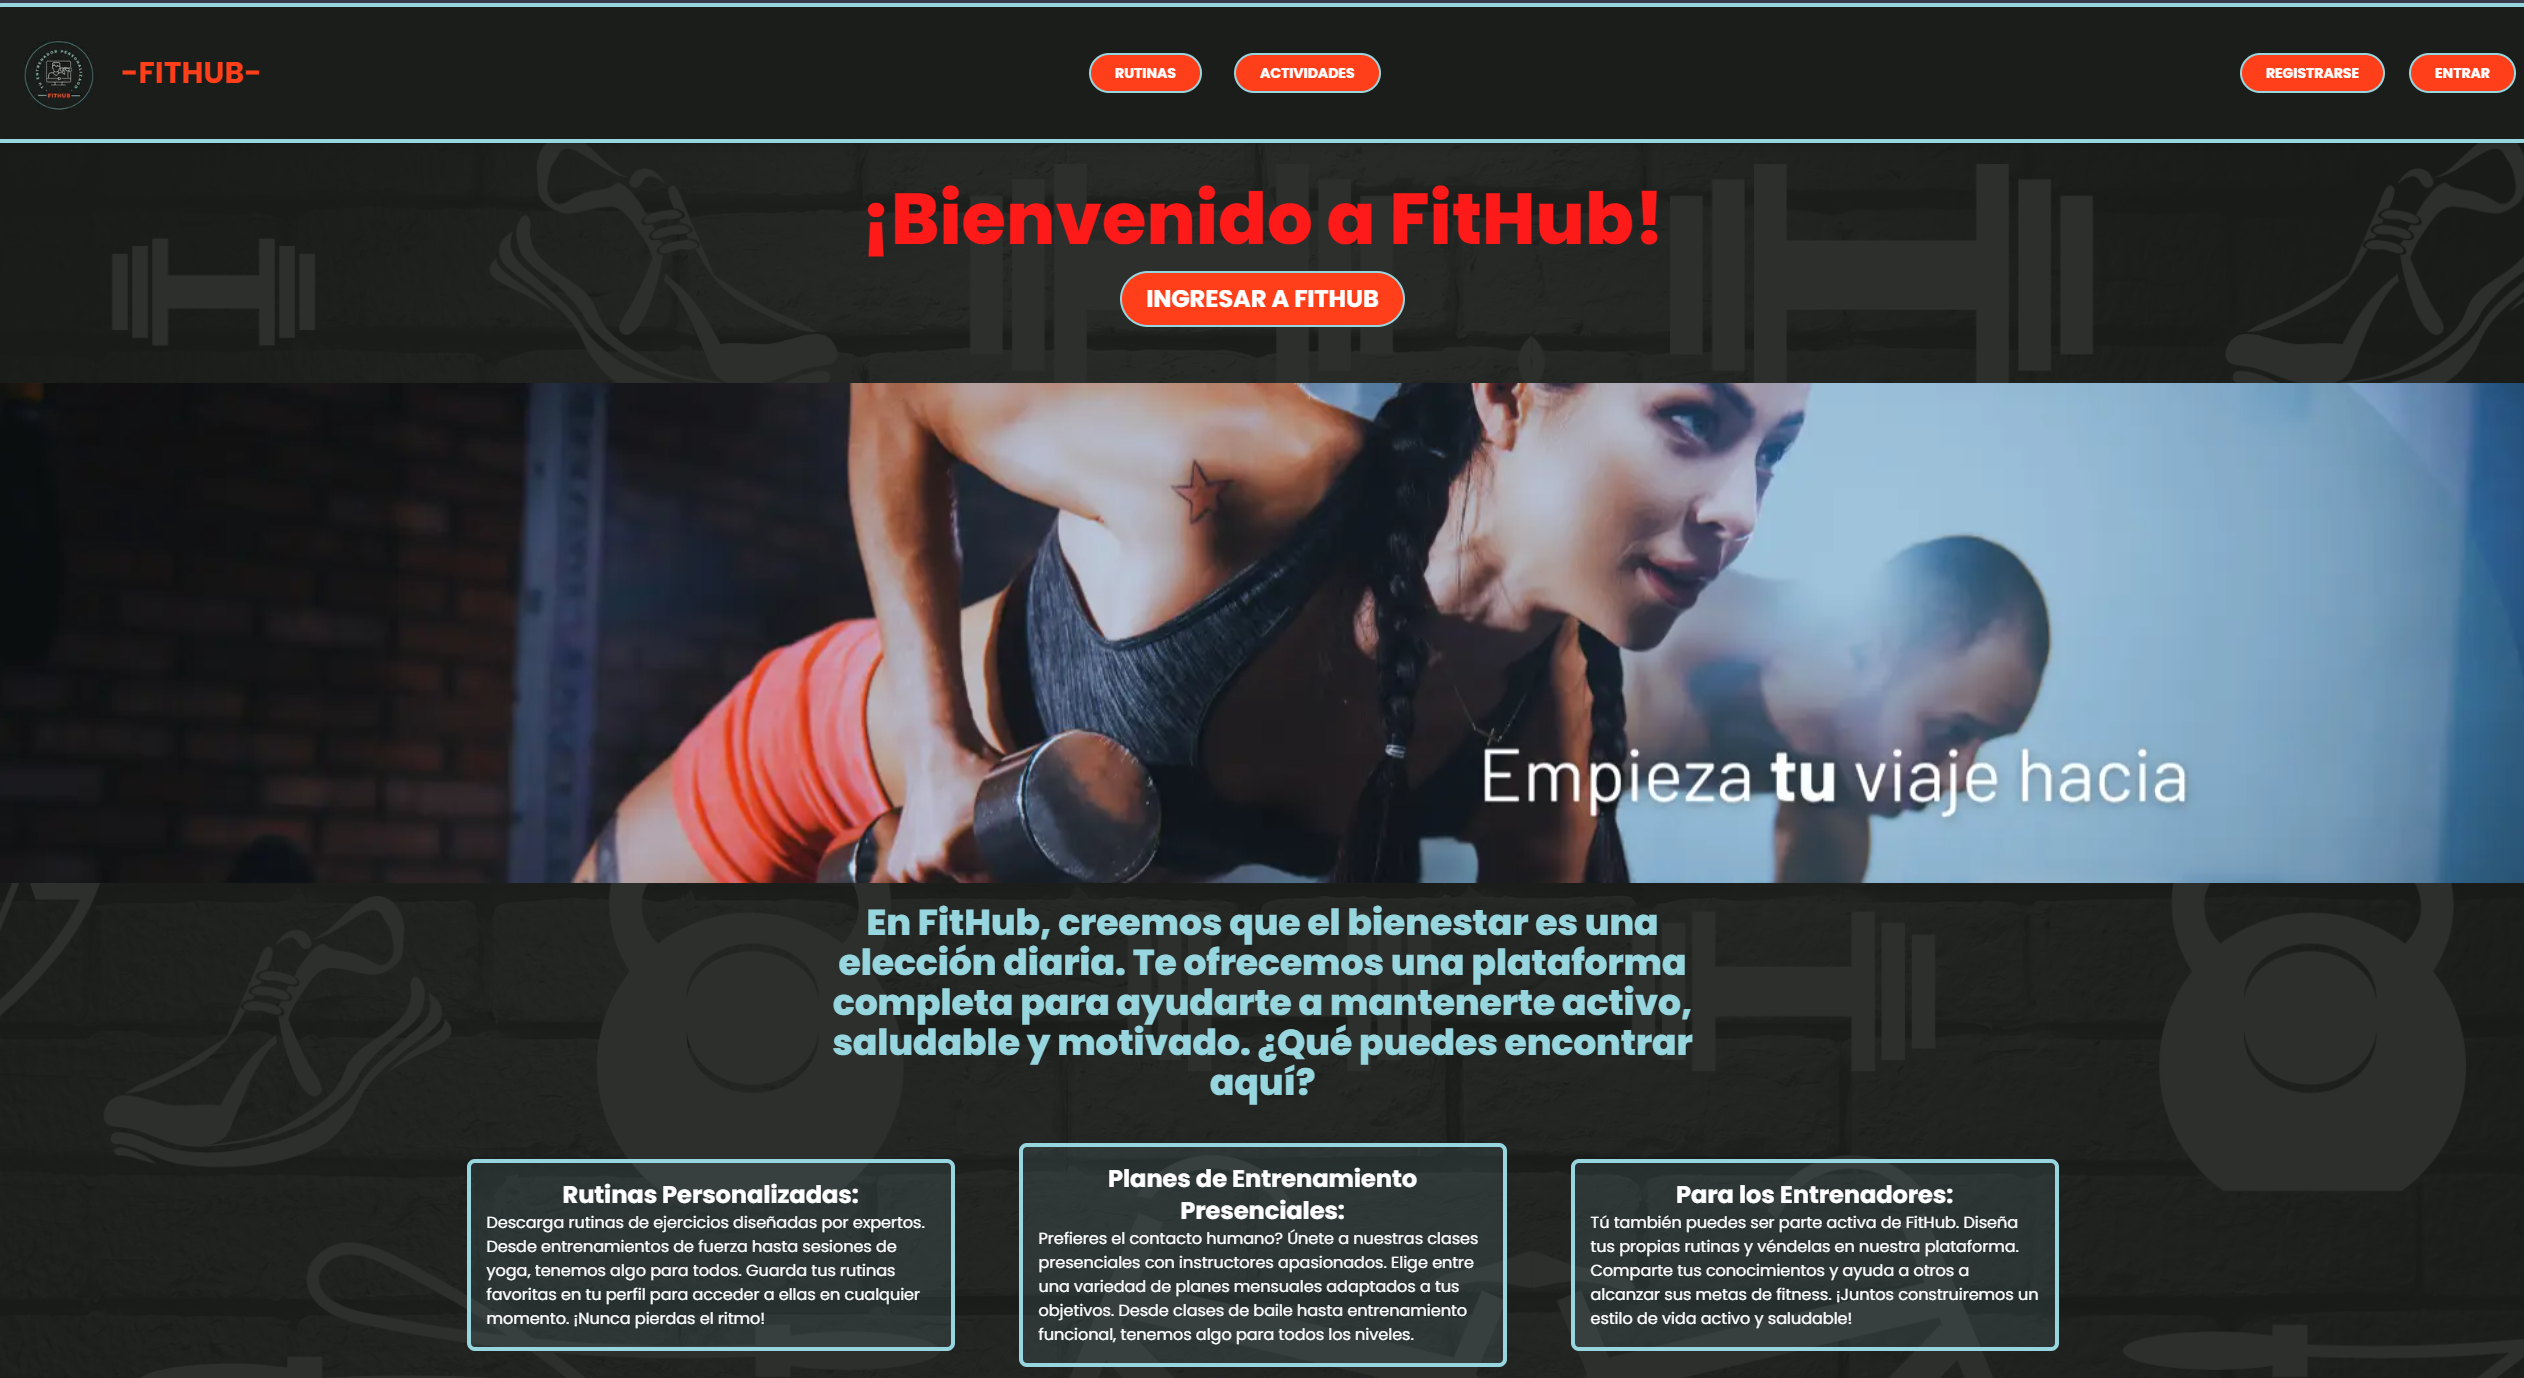 TU ENTRENADOR PERSONALIZADO
-FITHUB-
-FITHUB-
RUTINAS
ACTIVIDADES
REGISTRARSE
ENTRAR
¡Bienvenido a FitHub!
INGRESAR A FITHUB
Empieza tu viaje hacia
En FitHub, creemos que el bienestar es una
elección diaria. Te ofrecemos una plataforma
completa para ayudarte a mantenerte activo,
saludable y motivado. ¿Qué puedes encontrar
aquí?
Rutinas Personalizadas:
Descarga rutinas de ejercicios diseñadas por expertos.
Desde entrenamientos de fuerza hasta sesiones de
yoga, tenemos algo para todos. Guarda tus rutinas
favoritas en tu perfil para acceder a ellas en cualquier
momento. ¡Nunca pierdas el ritmo!
Planes de Entrenamiento
Presenciales:
Prefieres el contacto humano? Únete a nuestras clases
presenciales con instructores apasionados. Elige entre
una variedad de planes mensuales adaptados a tus
objetivos. Desde clases de baile hasta entrenamiento
funcional, tenemos algo para todos los niveles.
Para los Entrenadores:
Tú también puedes ser parte activa de FitHub. Diseña
tus propias rutinas y véndelas en nuestra plataforma.
Comparte tus conocimientos y ayuda a otros a
alcanzar sus metas de fitness. ¡Juntos construiremos un
estilo de vida activo y saludable!